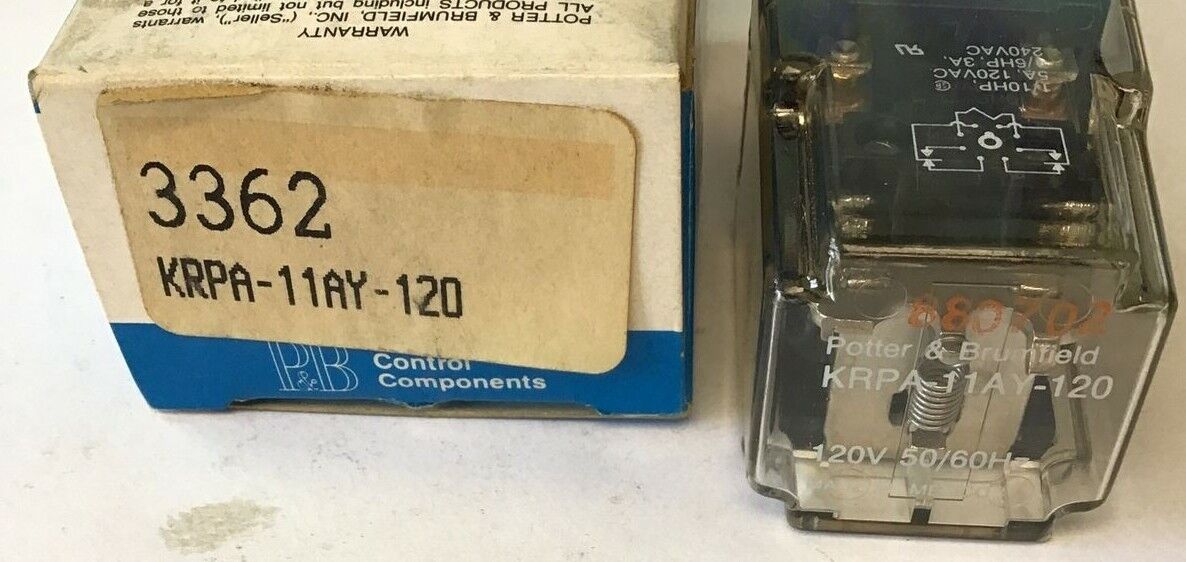 WARRANTY
POTTER & BRUMFIELD, INC., ("Seller"), warrants
ALL PRODUCTS including but not limited to those
3362
KRPA-11AY-120
P&B
Control
Components
1/10HP,
5A, 120VAC
1/6HP, 3A,
240VAC
880702
Potter & Brumfield
KRPA-11AY-120
120V 50/60Hz